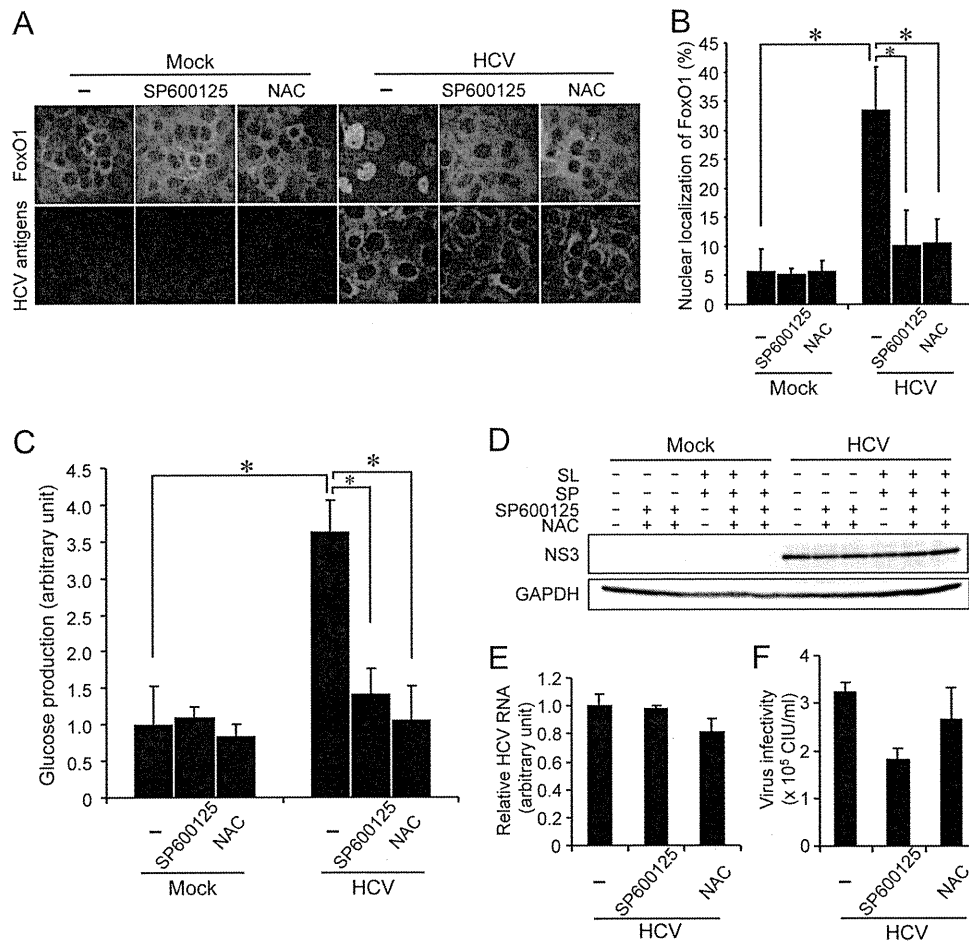 A
Mock
HCV
– SP600125 NAC – SP600125 NAC
FoxO1
HCV antigens
B
Nuclear localization of FoxO1 (%)
45
40
35
30
25
20
15
10
5
0
* * *
– SP600125 NAC – SP600125 NAC
Mock HCV
C
Glucose production (arbitrary unit)
4.5
4.0
3.5
3.0
2.5
2.0
1.5
1.0
0.5
0
* * *
– SP600125 NAC – SP600125 NAC
Mock HCV
D
Mock HCV
SL – – – + + + – – – + + +
SP – – – + + + – – – + + +
SP600125 – + + – + + – + + – + +
NAC – + + – + + – + + – + +
NS3
GAPDH
E
Relative HCV RNA
(arbitrary unit)
1.2
1.0
0.8
0.6
0.4
0.2
0
– SP600125 NAC
HCV
F
Virus infectivity
(x 10⁵ CIU/ml)
4
3
2
1
0
– SP600125 NAC
HCV